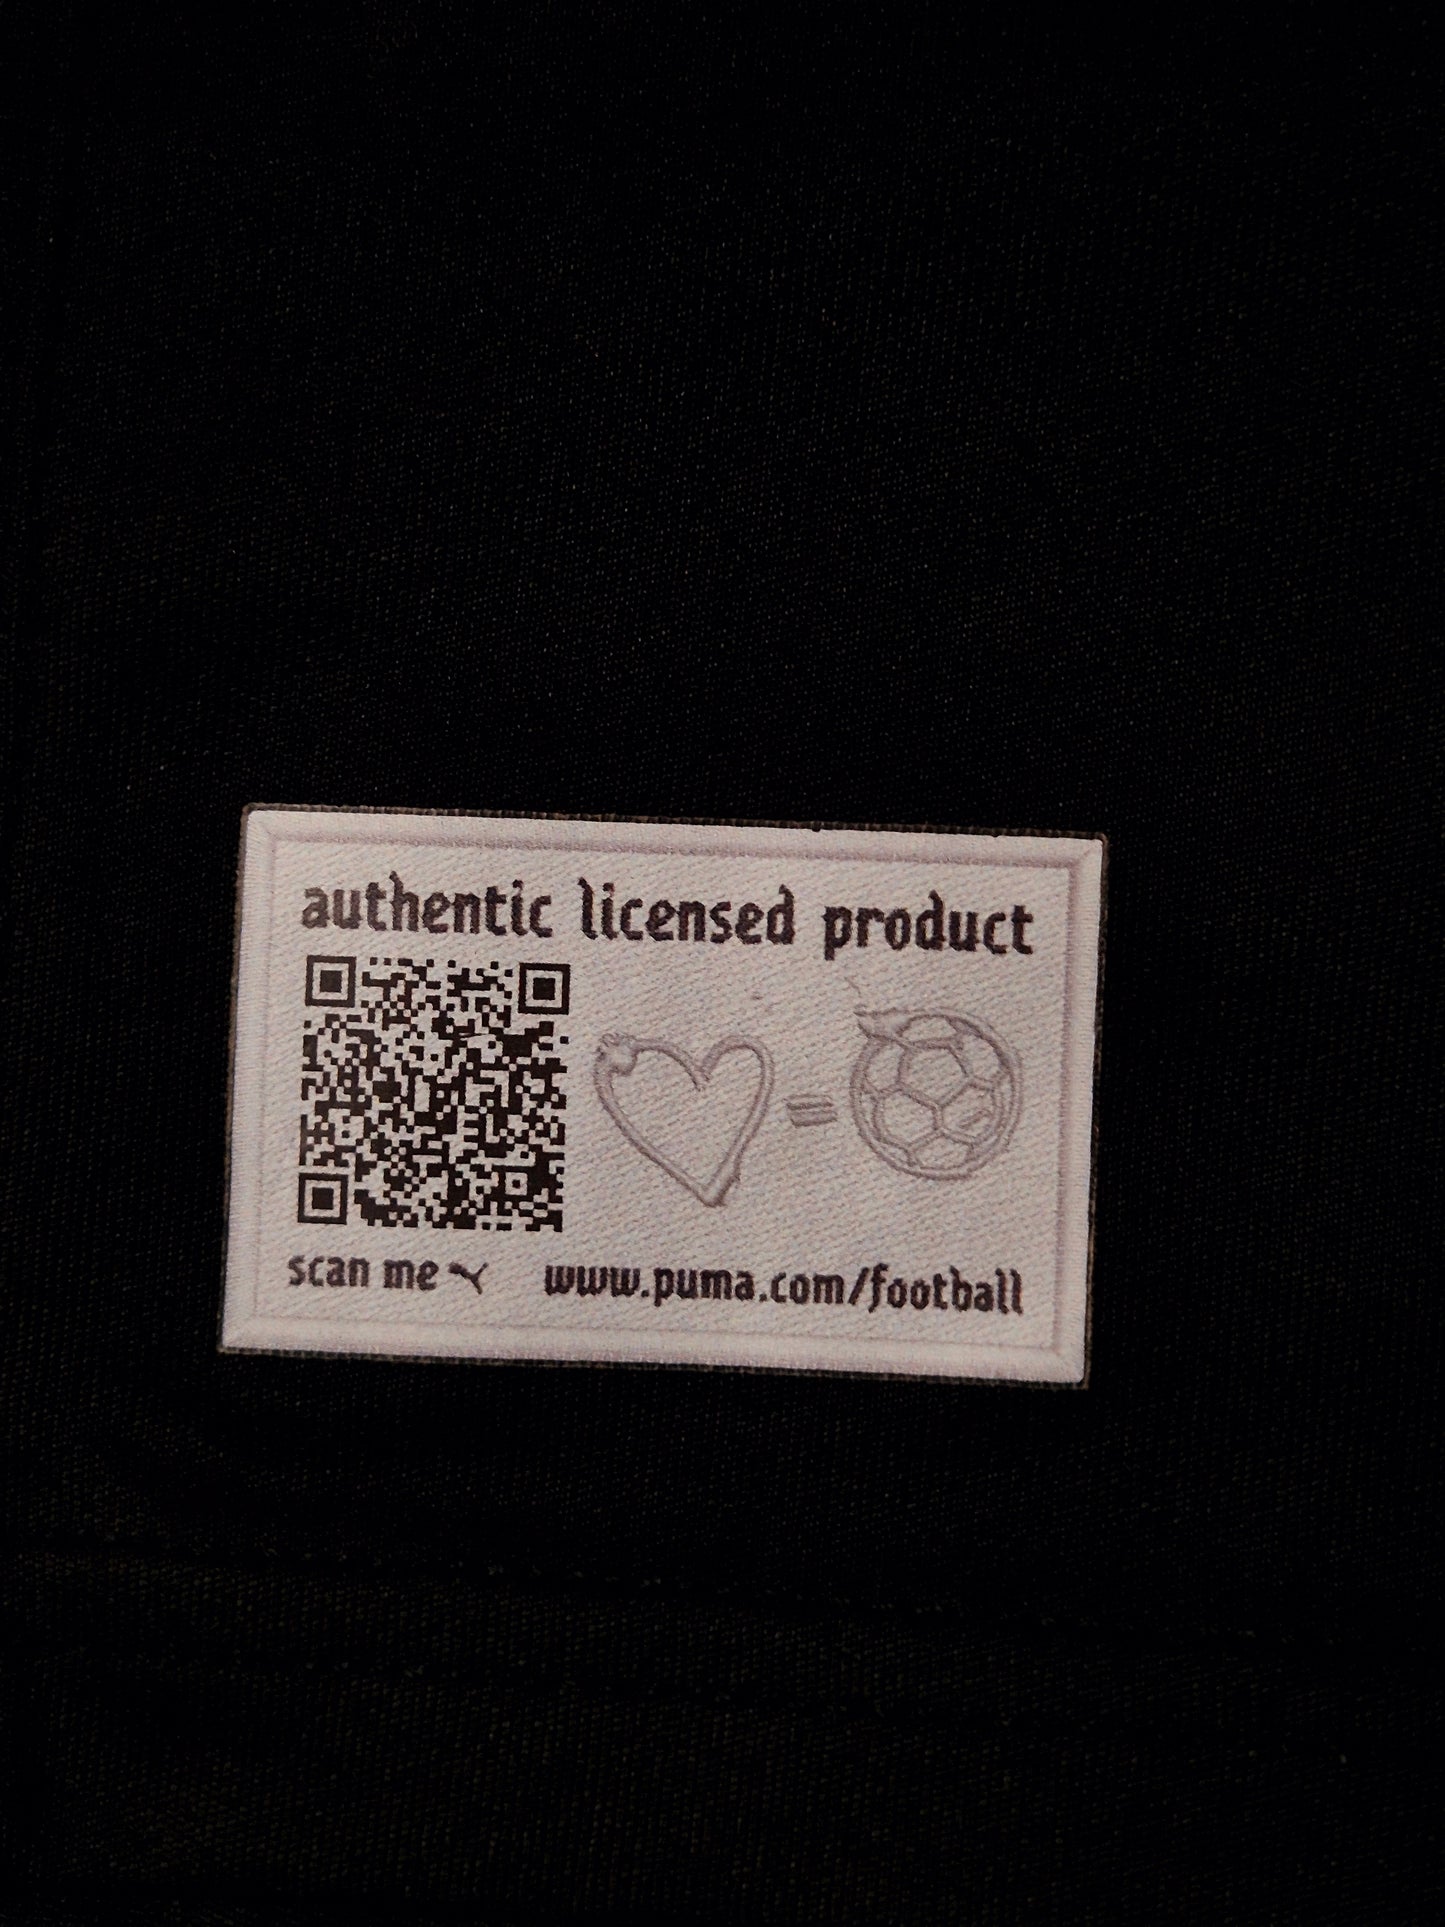 authentic licensed product
=
scan me
www.puma.com/football